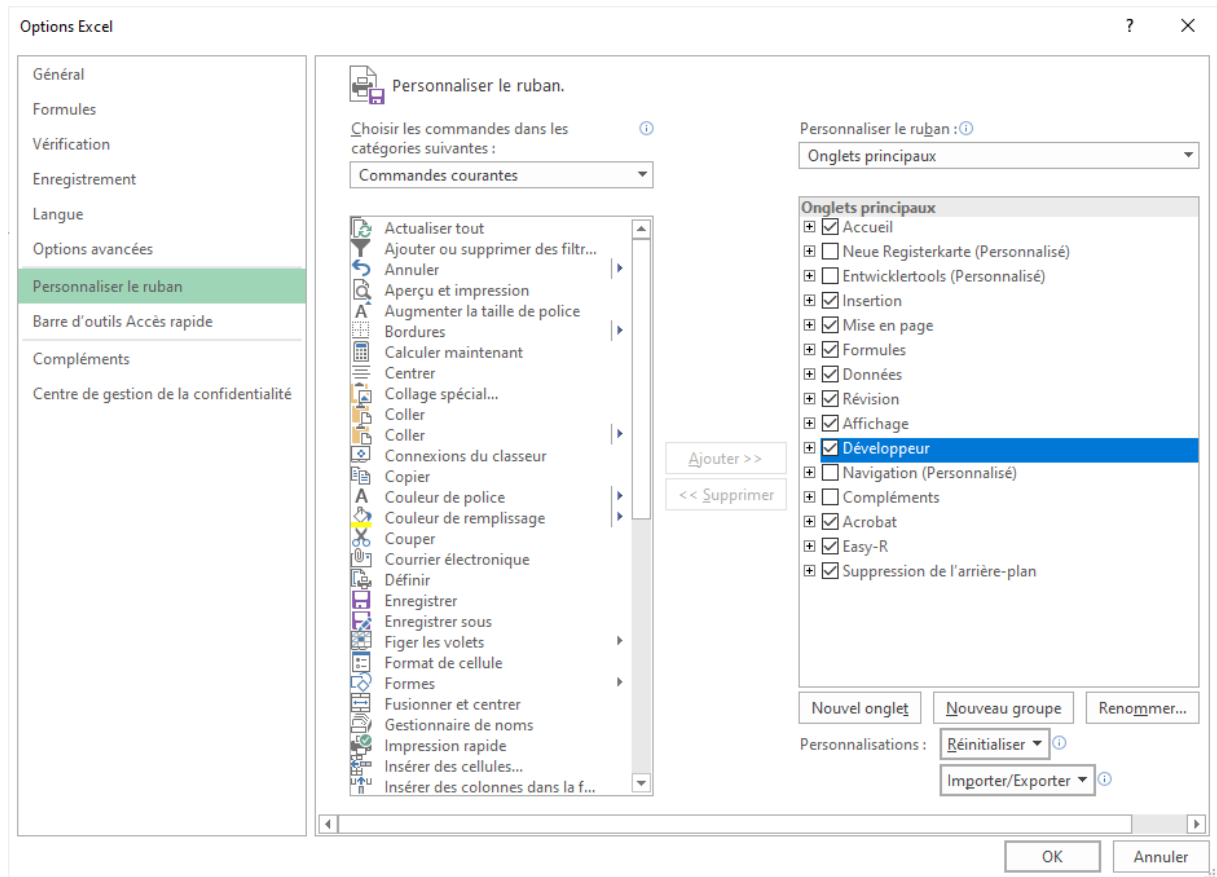 Options Excel
?
Général
Formules
Vérification
Enregistrement
Langue
Options avancées
Personnaliser le ruban
Barre d'outils Accès rapide
Compléments
Centre de gestion de la confidentialité
Personnaliser le ruban.
Choisir les commandes dans les
catégories suivantes :
Commandes courantes
Actualiser tout
Ajouter ou supprimer des filtr...
Annuler
Aperçu et impression
Augmenter la taille de police
Bordures
Calculer maintenant
Centrer
Collage spécial...
Coller
Coller
Connexions du classeur
Copier
Couleur de police
Couleur de remplissage
Couper
Courrier électronique
Définir
Enregistrer
Enregistrer sous
Figer les volets
Format de cellule
Formes
Fusionner et centrer
Gestionnaire de noms
Impression rapide
Insérer des cellules...
Insérer des colonnes dans la f...
Ajouter >>
<< Supprimer
Personnaliser le ruban :
Onglets principaux
Onglets principaux
Accueil
Neue Registerkarte (Personnalisé)
Entwicklertools (Personnalisé)
Insertion
Mise en page
Formules
Données
Révision
Affichage
Développeur
Navigation (Personnalisé)
Compléments
Acrobat
Easy-R
Suppression de l'arrière-plan
Nouvel onglet
Nouveau groupe
Renommer...
Personnalisations :
Réinitialiser
Importer/Exporter
OK
Annuler